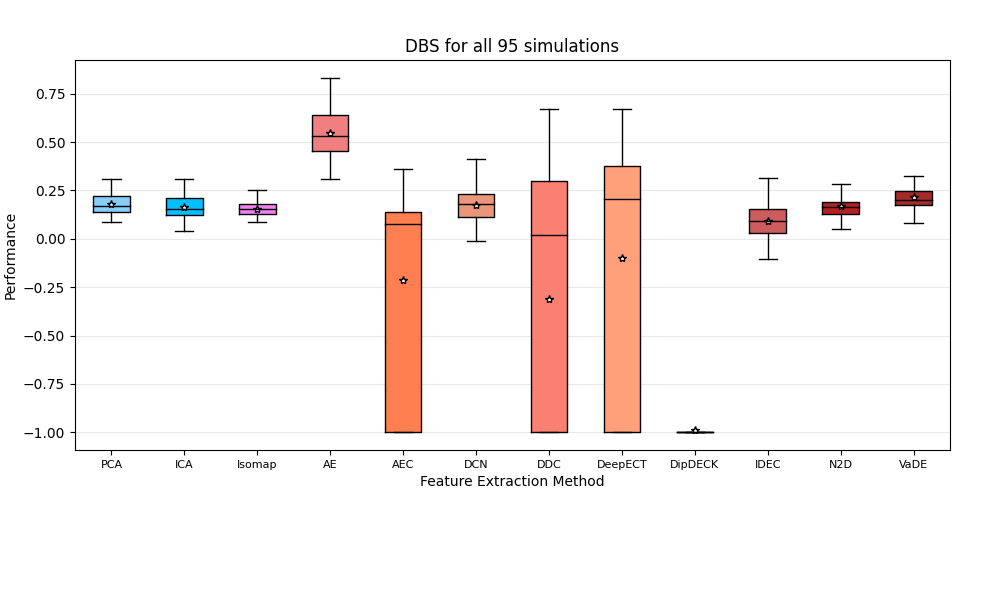 DBS for all 95 simulations
Performance
0.75
0.50
0.25
0.00
−0.25
−0.50
−0.75
−1.00
PCA ICA Isomap AE AEC DCN DDC DeepECT DipDECK IDEC N2D VaDE
Feature Extraction Method